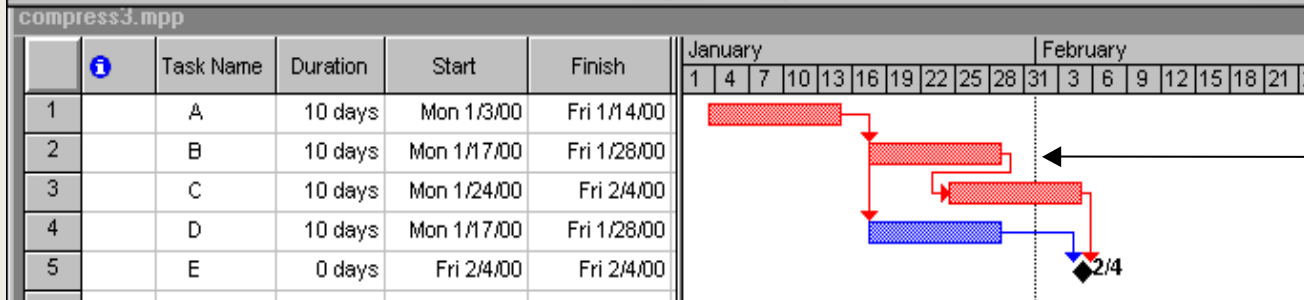 compress3.mpp
Task Name Duration Start Finish January February
1 4 7 10 13 16 19 22 25 28 31 3 6 9 12 15 18 21
1 A 10 days Mon 1/3/00 Fri 1/14/00
2 B 10 days Mon 1/17/00 Fri 1/28/00
3 C 10 days Mon 1/24/00 Fri 2/4/00
4 D 10 days Mon 1/17/00 Fri 1/28/00
5 E 0 days Fri 2/4/00 Fri 2/4/00 2/4